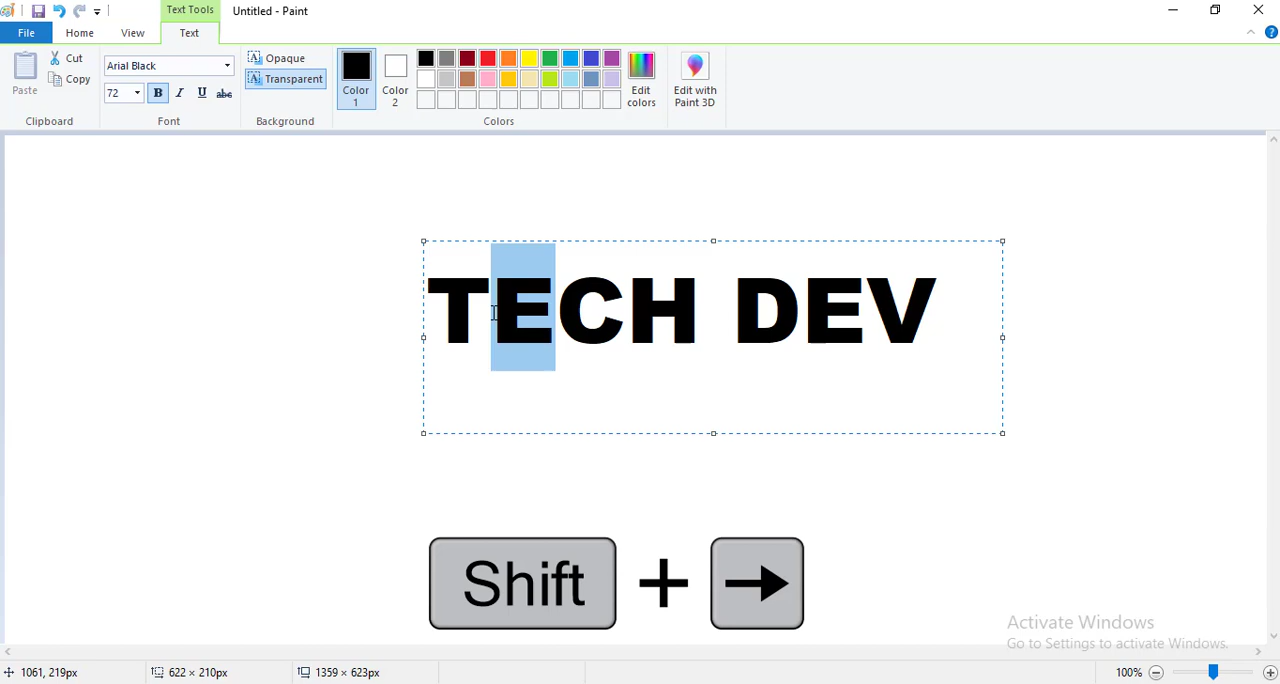 Text Tools
Untitled - Paint
File
Home
View
Text
Paste
Cut
Copy
Clipboard
Arial Black
72
B
I
U
abc
Font
Opaque
Transparent
Background
Color
1
Color
2
Colors
Edit
colors
Edit with
Paint 3D
TECH DEV
Shift + →
Activate Windows
Go to Settings to activate Windows.
1061, 219px
622 × 210px
1359 × 623px
100%